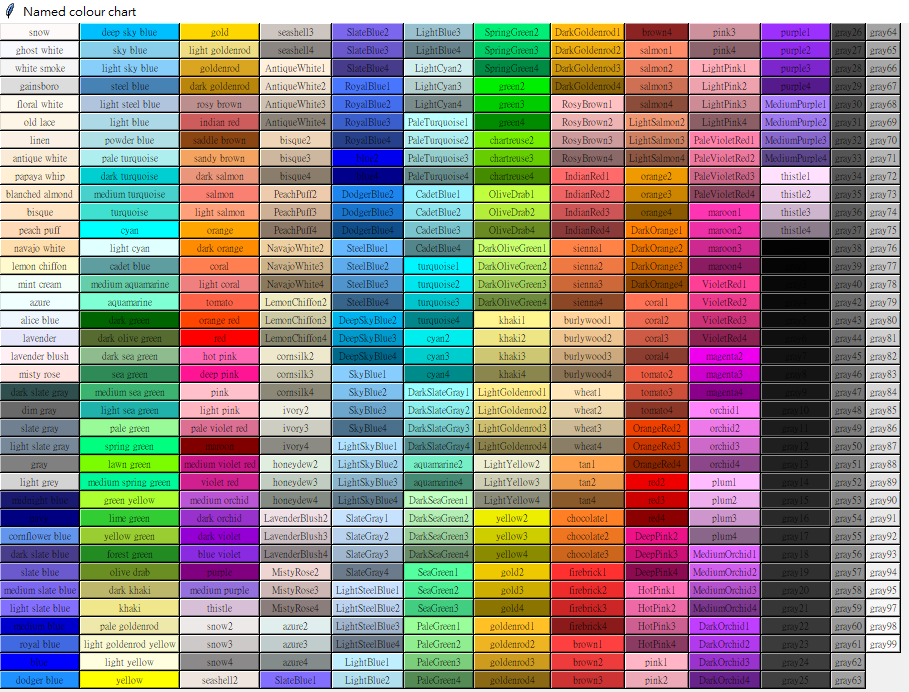 Named colour chart
snow
ghost white
white smoke
gainsboro
floral white
old lace
linen
antique white
papaya whip
blanched almond
bisque
peach puff
navajo white
lemon chiffon
mint cream
azure
alice blue
lavender
lavender blush
misty rose
dark slate gray
dim gray
slate gray
light slate gray
gray
light grey
midnight blue
cornflower blue
dark slate blue
slate blue
medium slate blue
light slate blue
medium blue
royal blue
blue
dodger blue
deep sky blue
sky blue
light sky blue
steel blue
light steel blue
light blue
powder blue
pale turquoise
dark turquoise
medium turquoise
turquoise
cyan
light cyan
cadet blue
medium aquamarine
aquamarine
dark green
dark olive green
dark sea green
sea green
medium sea green
light sea green
pale green
spring green
lawn green
medium spring green
green yellow
lime green
yellow green
forest green
olive drab
dark khaki
khaki
pale goldenrod
light goldenrod yellow
light yellow
yellow
gold
light goldenrod
goldenrod
dark goldenrod
rosy brown
indian red
saddle brown
sandy brown
dark salmon
salmon
light salmon
orange
dark orange
coral
light coral
tomato
orange red
red
hot pink
deep pink
pink
light pink
pale violet red
maroon
medium violet red
violet red
medium orchid
dark orchid
dark violet
blue violet
purple
medium purple
thistle
snow2
snow3
snow4
seashell2
seashell3
seashell4
AntiqueWhite1
AntiqueWhite2
AntiqueWhite3
AntiqueWhite4
bisque2
bisque3
bisque4
PeachPuff2
PeachPuff3
PeachPuff4
NavajoWhite2
NavajoWhite3
NavajoWhite4
LemonChiffon2
LemonChiffon3
LemonChiffon4
cornsilk2
cornsilk3
cornsilk4
ivory2
ivory3
ivory4
honeydew2
honeydew3
honeydew4
LavenderBlush2
LavenderBlush3
LavenderBlush4
MistyRose2
MistyRose3
MistyRose4
azure2
azure3
azure4
SlateBlue1
SlateBlue2
SlateBlue3
SlateBlue4
RoyalBlue1
RoyalBlue2
RoyalBlue3
RoyalBlue4
blue2
DodgerBlue2
DodgerBlue3
DodgerBlue4
SteelBlue1
SteelBlue2
SteelBlue3
SteelBlue4
DeepSkyBlue2
DeepSkyBlue3
DeepSkyBlue4
SkyBlue1
SkyBlue2
SkyBlue3
SkyBlue4
LightSkyBlue1
LightSkyBlue2
LightSkyBlue3
LightSkyBlue4
SlateGray1
SlateGray2
SlateGray3
SlateGray4
LightSteelBlue1
LightSteelBlue2
LightSteelBlue3
LightSteelBlue4
LightBlue1
LightBlue2
LightBlue3
LightBlue4
LightCyan2
LightCyan3
LightCyan4
PaleTurquoise1
PaleTurquoise2
PaleTurquoise3
PaleTurquoise4
CadetBlue1
CadetBlue2
CadetBlue3
CadetBlue4
turquoise1
turquoise2
turquoise3
turquoise4
cyan2
cyan3
cyan4
DarkSlateGray1
DarkSlateGray2
DarkSlateGray3
DarkSlateGray4
aquamarine2
aquamarine4
DarkSeaGreen1
DarkSeaGreen2
DarkSeaGreen3
DarkSeaGreen4
SeaGreen1
SeaGreen2
SeaGreen3
PaleGreen1
PaleGreen2
PaleGreen3
PaleGreen4
SpringGreen2
SpringGreen3
SpringGreen4
green2
green3
green4
chartreuse2
chartreuse3
chartreuse4
OliveDrab1
OliveDrab2
OliveDrab4
DarkOliveGreen1
DarkOliveGreen2
DarkOliveGreen3
DarkOliveGreen4
khaki1
khaki2
khaki3
khaki4
LightGoldenrod1
LightGoldenrod2
LightGoldenrod3
LightGoldenrod4
LightYellow2
LightYellow3
LightYellow4
yellow2
yellow3
yellow4
gold2
gold3
gold4
goldenrod1
goldenrod2
goldenrod3
goldenrod4
DarkGoldenrod1
DarkGoldenrod2
DarkGoldenrod3
DarkGoldenrod4
RosyBrown1
RosyBrown2
RosyBrown3
RosyBrown4
IndianRed1
IndianRed2
IndianRed3
IndianRed4
sienna1
sienna2
sienna3
sienna4
burlywood1
burlywood2
burlywood3
burlywood4
wheat1
wheat2
wheat3
wheat4
tan1
tan2
tan4
chocolate1
chocolate2
chocolate3
firebrick1
firebrick2
firebrick3
firebrick4
brown1
brown2
brown3
brown4
salmon1
salmon2
salmon3
salmon4
LightSalmon2
LightSalmon3
LightSalmon4
orange2
orange3
orange4
DarkOrange1
DarkOrange2
DarkOrange3
DarkOrange4
coral1
coral2
coral3
coral4
tomato2
tomato3
tomato4
OrangeRed2
OrangeRed3
OrangeRed4
red2
red3
red4
DeepPink2
DeepPink3
DeepPink4
HotPink1
HotPink2
HotPink3
HotPink4
pink1
pink2
pink3
pink4
LightPink1
LightPink2
LightPink3
LightPink4
PaleVioletRed1
PaleVioletRed2
PaleVioletRed3
PaleVioletRed4
maroon1
maroon2
maroon3
maroon4
VioletRed1
VioletRed2
VioletRed3
VioletRed4
magenta2
magenta3
magenta4
orchid1
orchid2
orchid3
orchid4
plum1
plum2
plum3
plum4
MediumOrchid1
MediumOrchid2
MediumOrchid3
MediumOrchid4
DarkOrchid1
DarkOrchid2
DarkOrchid3
DarkOrchid4
purple1
purple2
purple3
purple4
MediumPurple1
MediumPurple2
MediumPurple3
MediumPurple4
thistle1
thistle2
thistle3
thistle4
gray10
gray11
gray12
gray13
gray14
gray15
gray16
gray17
gray18
gray19
gray20
gray21
gray22
gray23
gray24
gray25
gray26
gray27
gray28
gray29
gray30
gray31
gray32
gray33
gray34
gray35
gray36
gray37
gray38
gray39
gray40
gray42
gray43
gray44
gray45
gray46
gray47
gray48
gray49
gray50
gray51
gray52
gray53
gray54
gray55
gray56
gray57
gray58
gray59
gray60
gray61
gray62
gray63
gray64
gray65
gray66
gray67
gray68
gray69
gray70
gray71
gray72
gray73
gray74
gray75
gray76
gray77
gray78
gray79
gray80
gray81
gray82
gray83
gray84
gray85
gray86
gray87
gray88
gray89
gray90
gray91
gray92
gray93
gray94
gray95
gray97
gray98
gray99